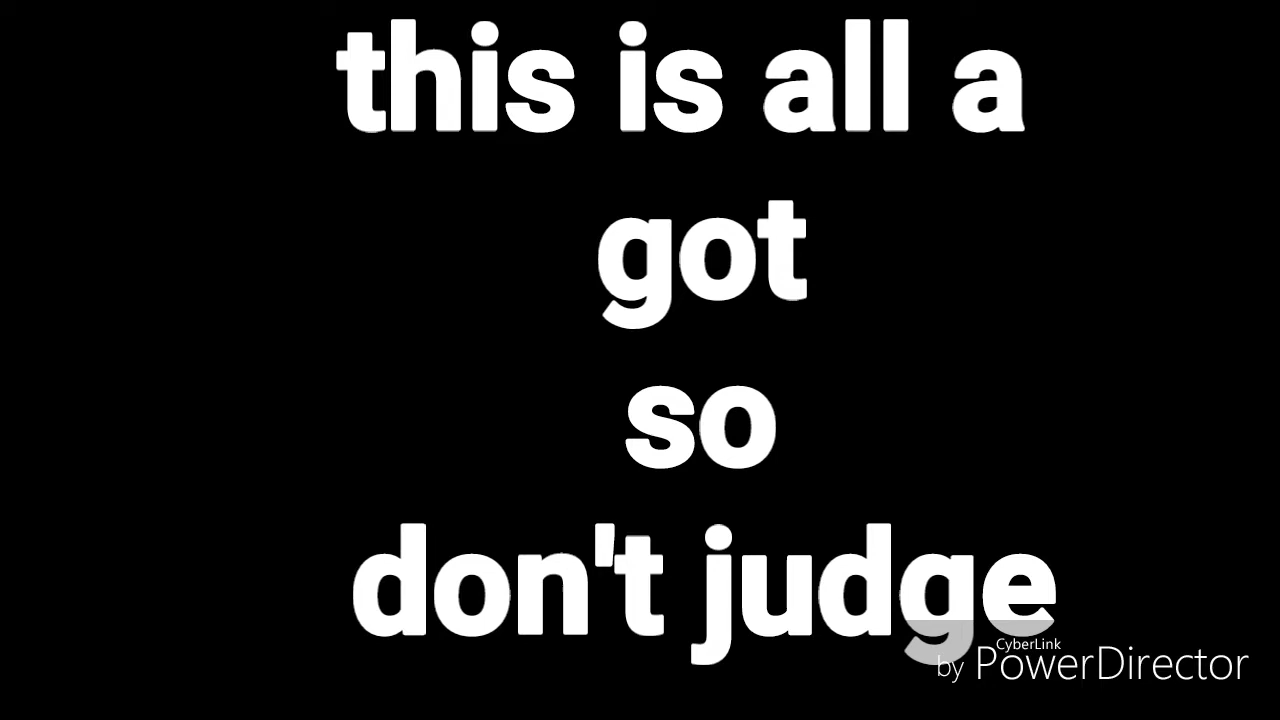 this is all a
got
so
don't judge
CyberLink
by PowerDirector